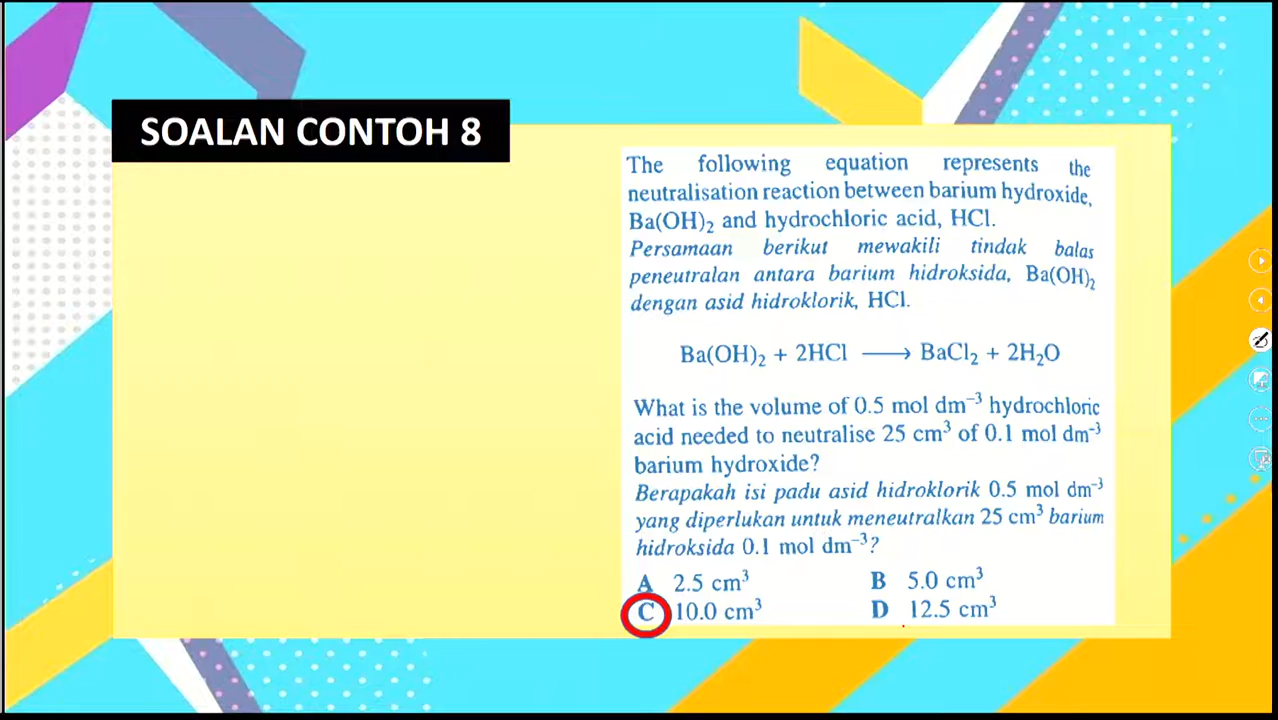 SOALAN CONTOH 8
The following equation represents the
neutralisation reaction between barium hydroxide,
Ba(OH)₂ and hydrochloric acid, HCl.
Persamaan berikut mewakili tindak balas
peneutralan antara barium hidroksida, Ba(OH)₂
dengan asid hidroklorik, HCl.
Ba(OH)₂ + 2HCl ⟶ BaCl₂ + 2H₂O
What is the volume of 0.5 mol dm⁻³ hydrochloric
acid needed to neutralise 25 cm³ of 0.1 mol dm⁻³
barium hydroxide?
Berapakah isi padu asid hidroklorik 0.5 mol dm⁻³
yang diperlukan untuk meneutralkan 25 cm³ barium
hidroksida 0.1 mol dm⁻³?
A 2.5 cm³ B 5.0 cm³
C 10.0 cm³ D 12.5 cm³